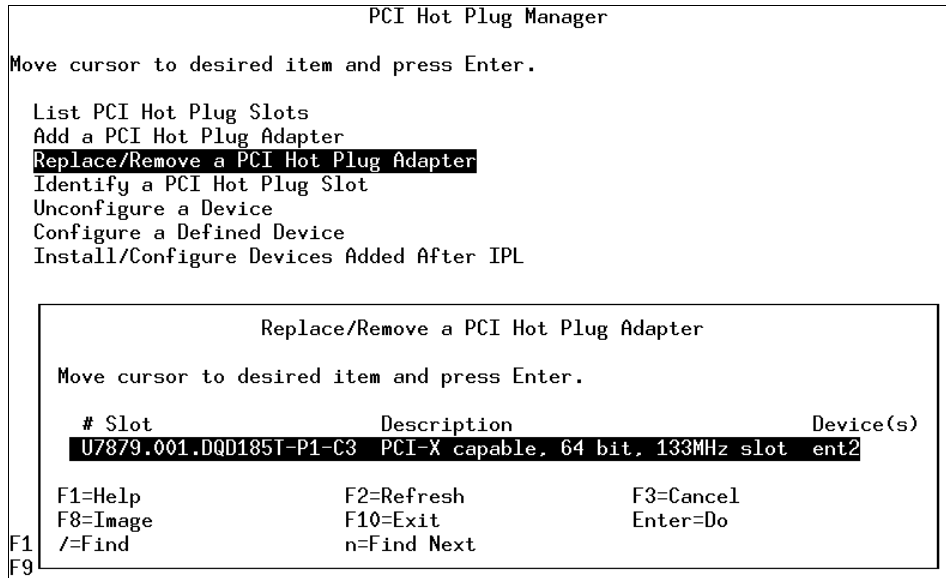 PCI Hot Plug Manager
Move cursor to desired item and press Enter.
List PCI Hot Plug Slots
Add a PCI Hot Plug Adapter
Replace/Remove a PCI Hot Plug Adapter
Identify a PCI Hot Plug Slot
Unconfigure a Device
Configure a Defined Device
Install/Configure Devices Added After IPL
Replace/Remove a PCI Hot Plug Adapter
Move cursor to desired item and press Enter.
# Slot Description Device(s)
U7879.001.DQD185T-P1-C3 PCI-X capable, 64 bit, 133MHz slot ent2
F1=Help F2=Refresh F3=Cancel
F8=Image F10=Exit Enter=Do
F1 /=Find n=Find Next
F9